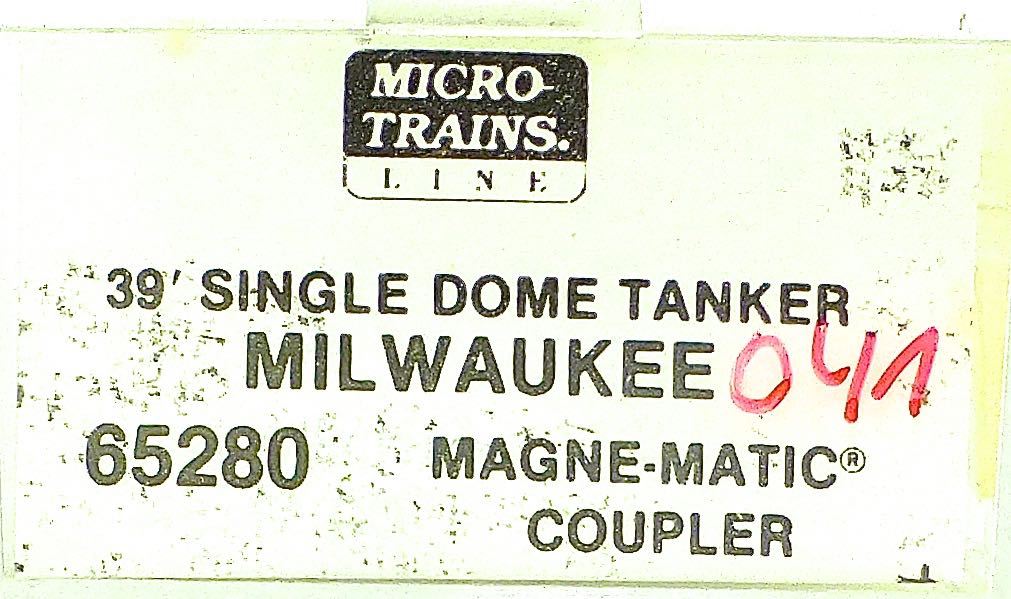 MICRO-
TRAINS.
LINE
39' SINGLE DOME TANKER
MILWAUKEE 041
65280 MAGNE-MATIC®
COUPLER